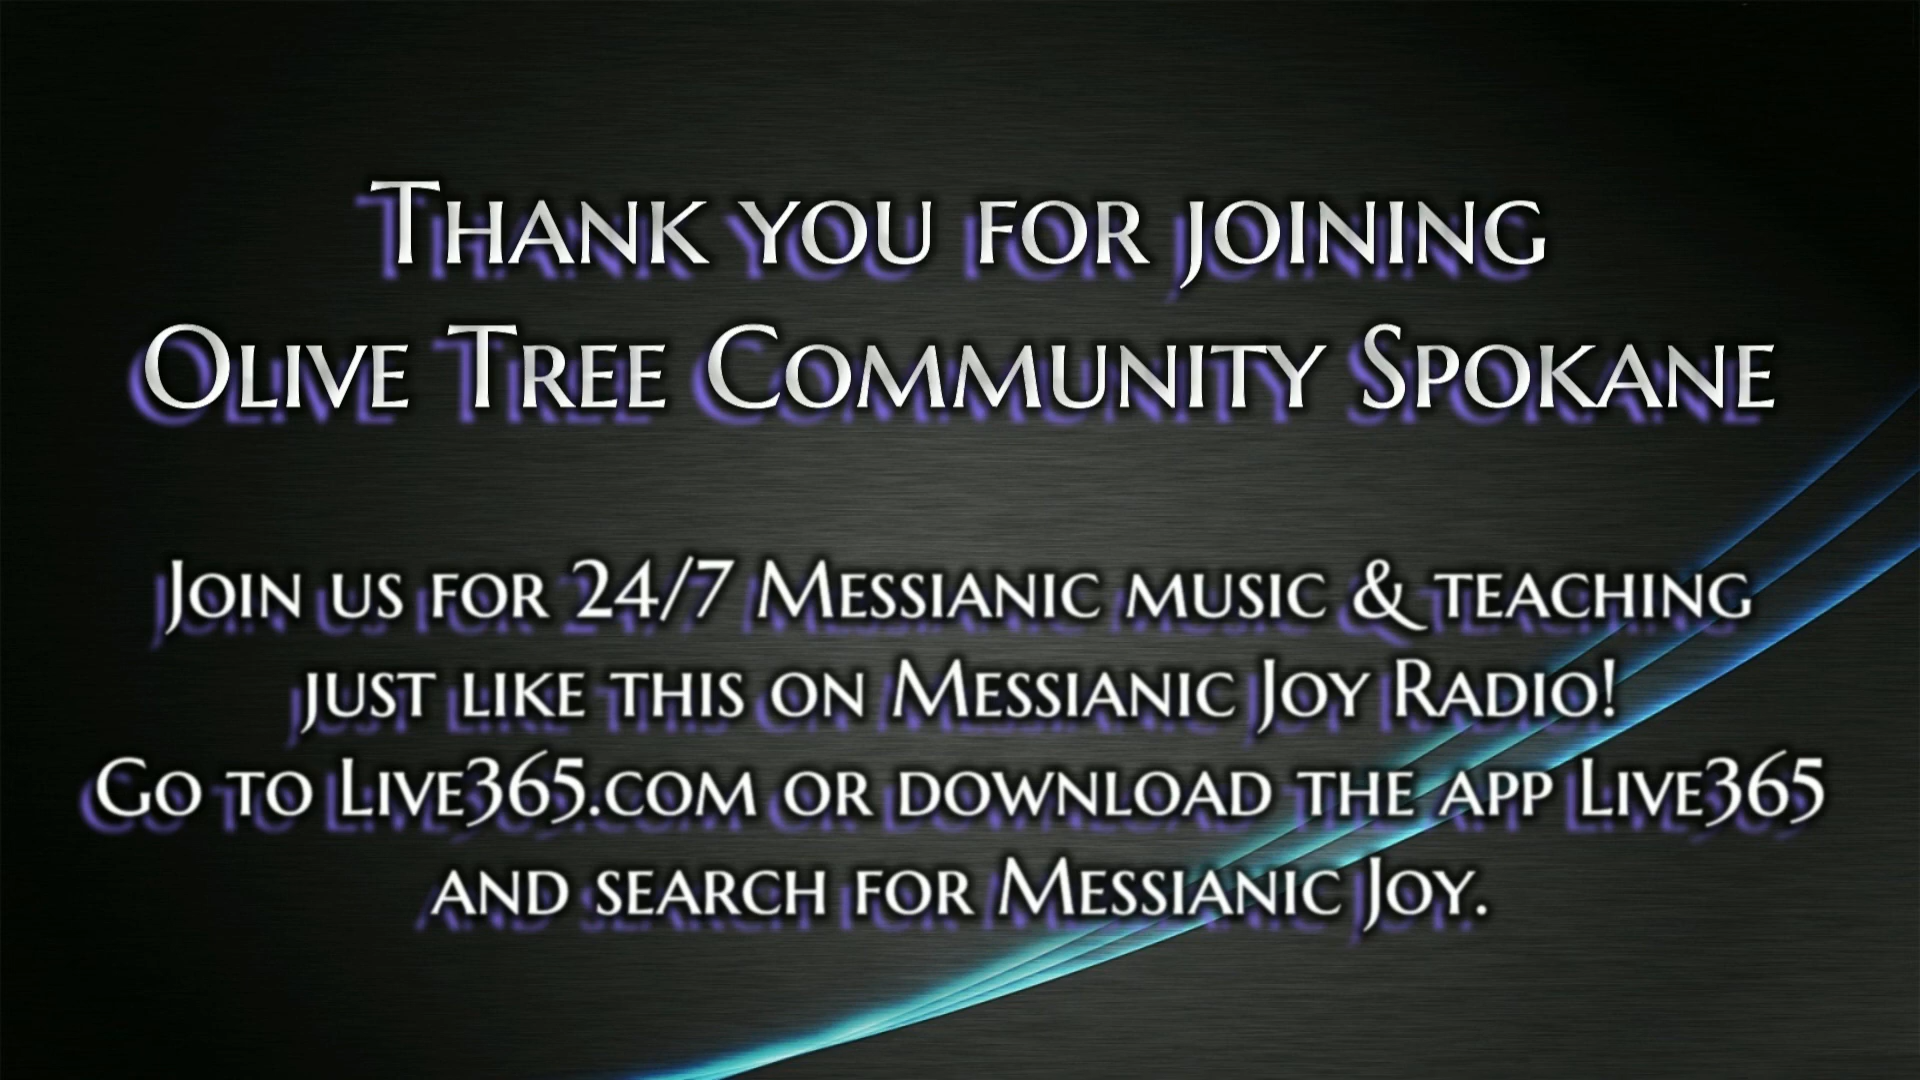 Thank you for joining
Olive Tree Community Spokane
Join us for 24/7 Messianic music & teaching
just like this on Messianic Joy Radio!
Go to Live365.com or download the app Live365
and search for Messianic Joy.